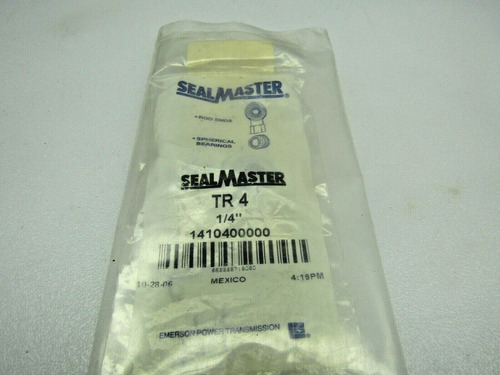 SEALMASTER®
• ROD ENDS
• SPHERICAL
BEARINGS
SEALMASTER
TR 4
1/4"
1410400000
10-28-06 MEXICO 4:19PM
EMERSON POWER TRANSMISSION